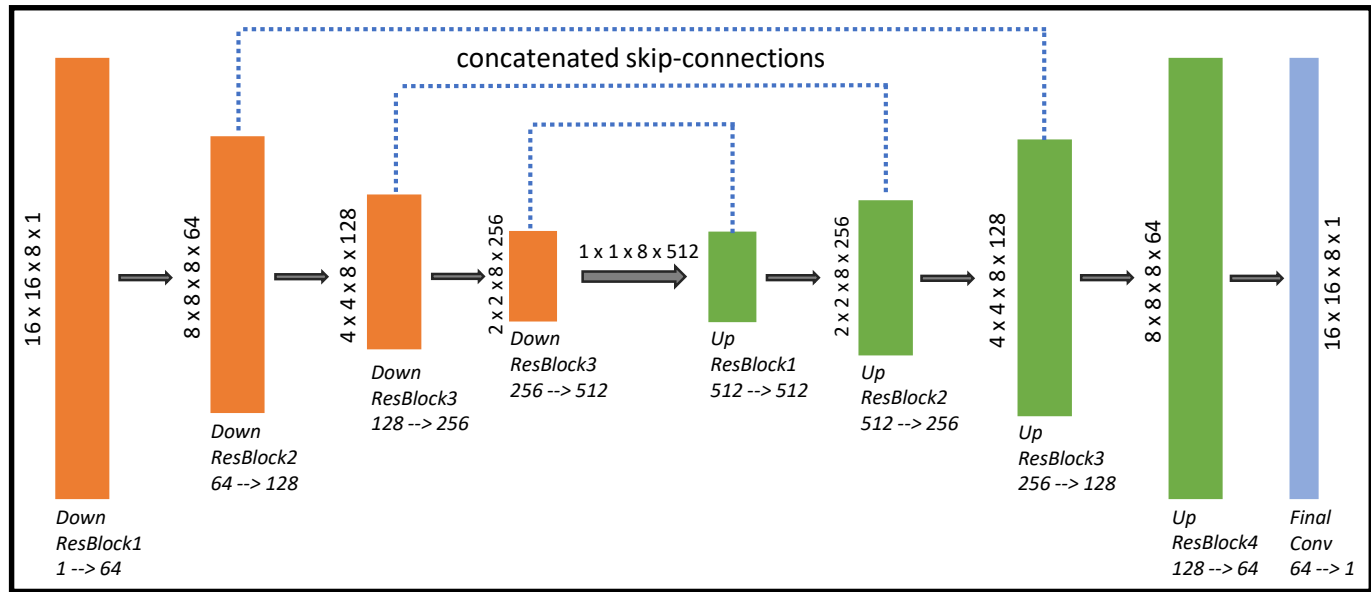 concatenated skip-connections
16 x 16 x 8 x 1
Down
ResBlock1
1 --> 64
8 x 8 x 8 x 64
Down
ResBlock2
64 --> 128
4 x 4 x 8 x 128
Down
ResBlock3
128 --> 256
2 x 2 x 8 x 256
Down
ResBlock3
256 --> 512
1 x 1 x 8 x 512
Up
ResBlock1
512 --> 512
2 x 2 x 8 x 256
Up
ResBlock2
512 --> 256
4 x 4 x 8 x 128
Up
ResBlock3
256 --> 128
8 x 8 x 8 x 64
Up
ResBlock4
128 --> 64
Final
Conv
64 --> 1
16 x 16 x 8 x 1